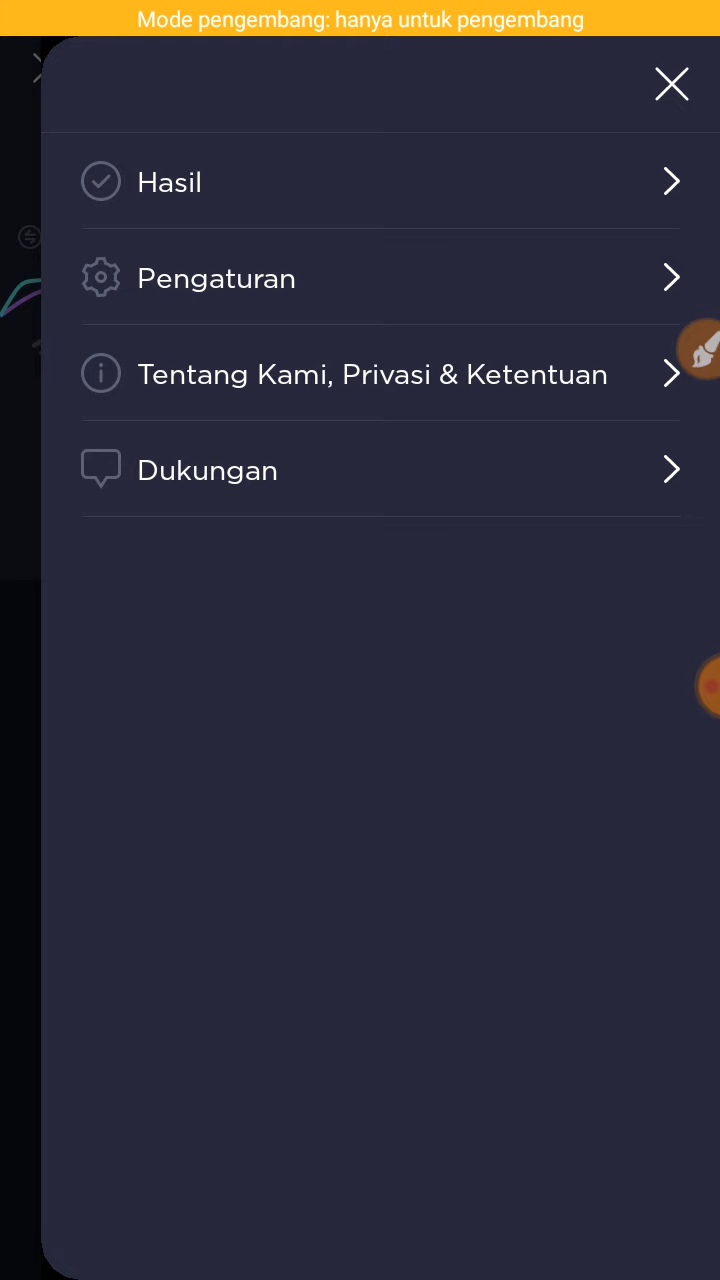 Mode pengembang: hanya untuk pengembang
Hasil
Pengaturan
Tentang Kami, Privasi & Ketentuan
Dukungan